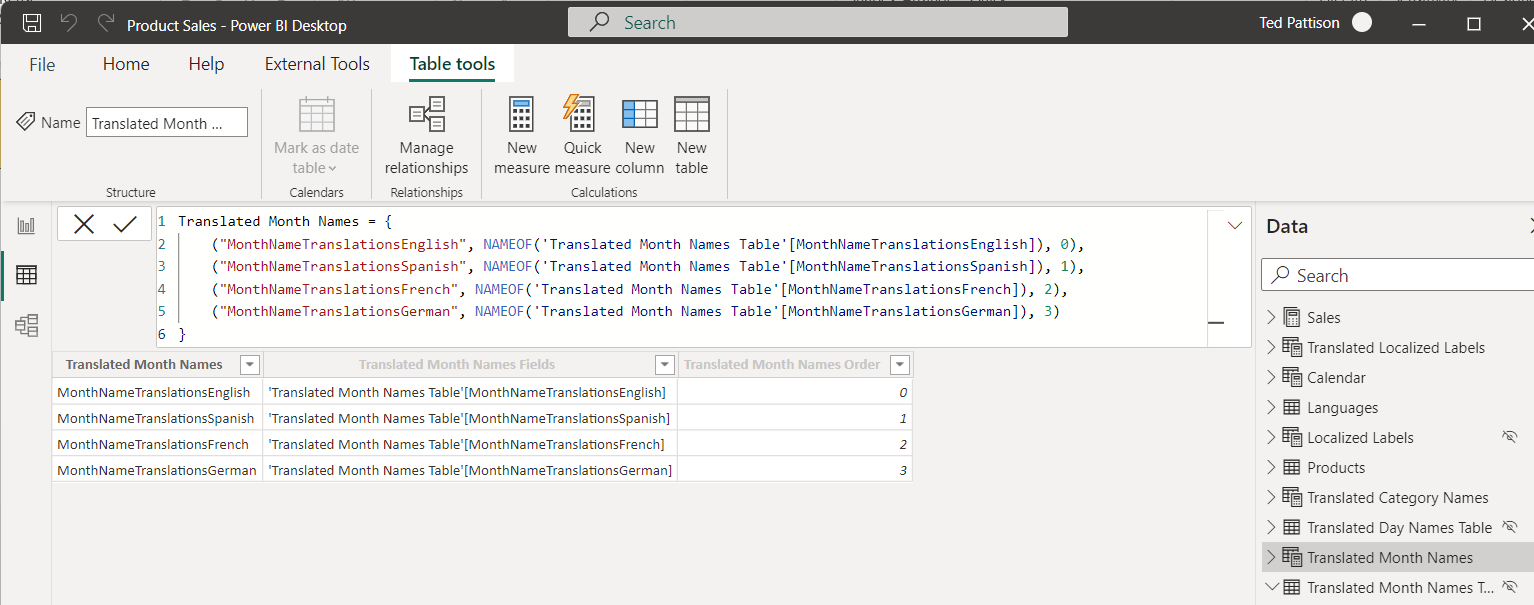 Product Sales - Power BI Desktop
Search
Ted Pattison
File Home Help External Tools Table tools
Name Translated Month ...
Mark as date table
Manage relationships
New measure
Quick measure
New column
New table
Structure
Calendars
Relationships
Calculations
1 Translated Month Names = {
2 ("MonthNameTranslationsEnglish", NAMEOF('Translated Month Names Table'[MonthNameTranslationsEnglish]), 0),
3 ("MonthNameTranslationsSpanish", NAMEOF('Translated Month Names Table'[MonthNameTranslationsSpanish]), 1),
4 ("MonthNameTranslationsFrench", NAMEOF('Translated Month Names Table'[MonthNameTranslationsFrench]), 2),
5 ("MonthNameTranslationsGerman", NAMEOF('Translated Month Names Table'[MonthNameTranslationsGerman]), 3)
6 }
Translated Month Names Translated Month Names Fields Translated Month Names Order
MonthNameTranslationsEnglish 'Translated Month Names Table'[MonthNameTranslationsEnglish] 0
MonthNameTranslationsSpanish 'Translated Month Names Table'[MonthNameTranslationsSpanish] 1
MonthNameTranslationsFrench 'Translated Month Names Table'[MonthNameTranslationsFrench] 2
MonthNameTranslationsGerman 'Translated Month Names Table'[MonthNameTranslationsGerman] 3
Data
Search
Sales
Translated Localized Labels
Calendar
Languages
Localized Labels
Products
Translated Category Names
Translated Day Names Table
Translated Month Names
Translated Month Names T...